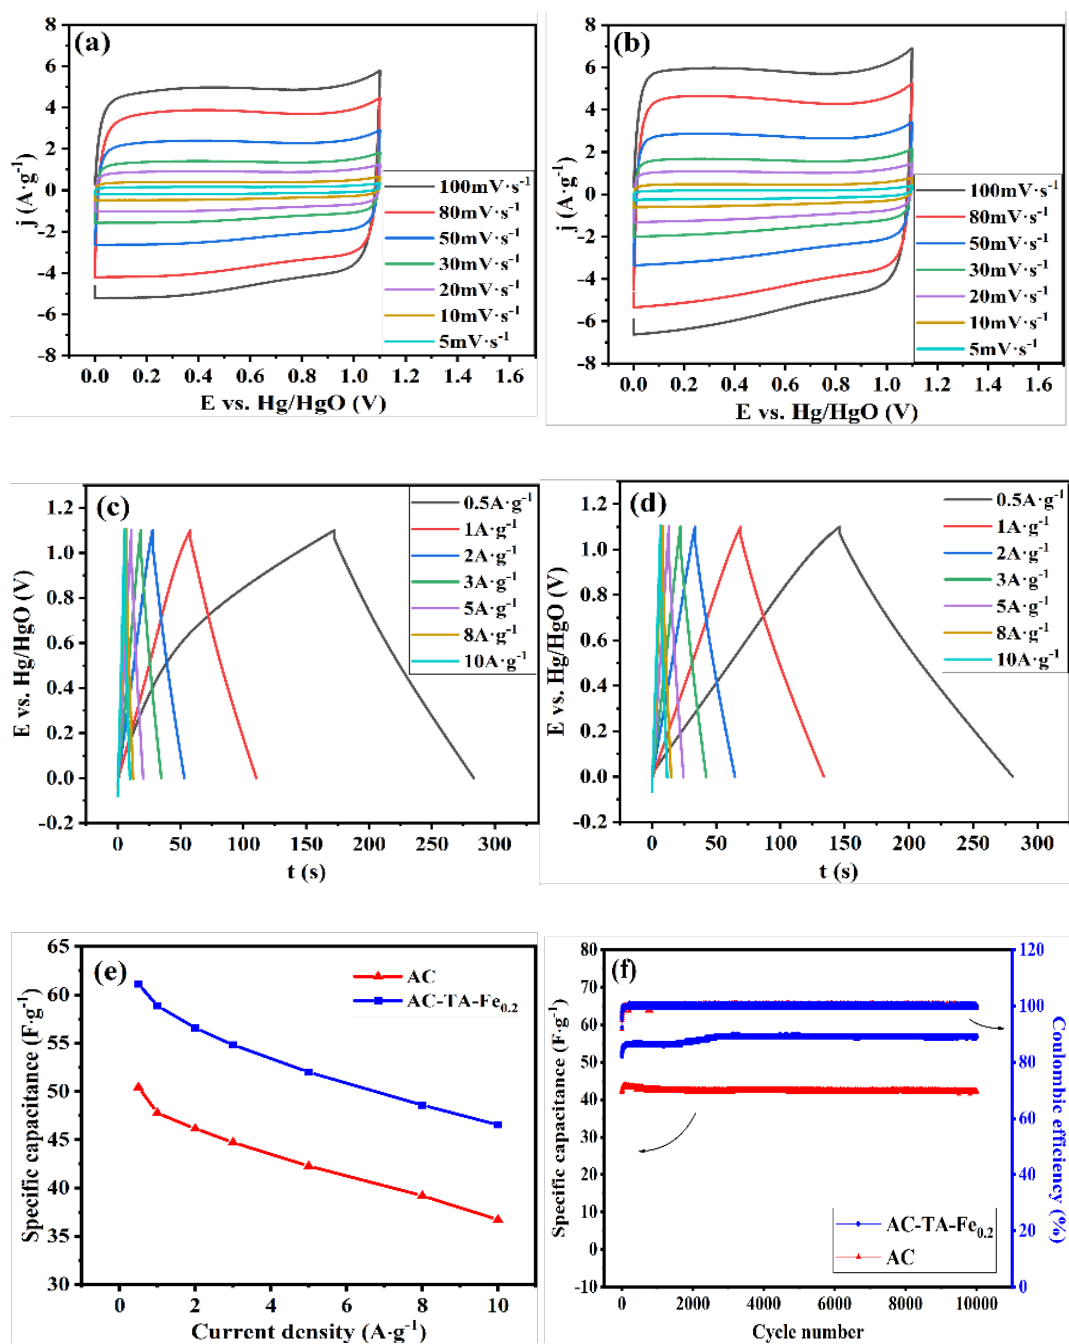 (a)
j (A·g⁻¹)
8
6
4
2
0
-2
-4
-6
-8
100mV·s⁻¹
80mV·s⁻¹
50mV·s⁻¹
30mV·s⁻¹
20mV·s⁻¹
10mV·s⁻¹
5mV·s⁻¹
0.0 0.2 0.4 0.6 0.8 1.0 1.2 1.4 1.6
E vs. Hg/HgO (V)
(b)
j (A·g⁻¹)
8
6
4
2
0
-2
-4
-6
-8
100mV·s⁻¹
80mV·s⁻¹
50mV·s⁻¹
30mV·s⁻¹
20mV·s⁻¹
10mV·s⁻¹
5mV·s⁻¹
0.0 0.2 0.4 0.6 0.8 1.0 1.2 1.4 1.6
E vs. Hg/HgO (V)
(c)
E vs. Hg/HgO (V)
1.2
1.0
0.8
0.6
0.4
0.2
0.0
-0.2
0.5A·g⁻¹
1A·g⁻¹
2A·g⁻¹
3A·g⁻¹
5A·g⁻¹
8A·g⁻¹
10A·g⁻¹
0 50 100 150 200 250 300
t (s)
(d)
E vs. Hg/HgO (V)
1.2
1.0
0.8
0.6
0.4
0.2
0.0
-0.2
0.5A·g⁻¹
1A·g⁻¹
2A·g⁻¹
3A·g⁻¹
5A·g⁻¹
8A·g⁻¹
10A·g⁻¹
0 50 100 150 200 250 300
t (s)
(e)
Specific capacitance (F·g⁻¹)
65
60
55
50
45
40
35
30
AC
AC-TA-Fe₀.₂
0 2 4 6 8 10
Current density (A·g⁻¹)
(f)
Specific capacitance (F·g⁻¹)
80
70
60
50
40
30
20
10
0
-10
120
100
80
60
40
20
0
Coulombic efficiency (%)
AC-TA-Fe₀.₂
AC
0 2000 4000 6000 8000 10000
Cycle number